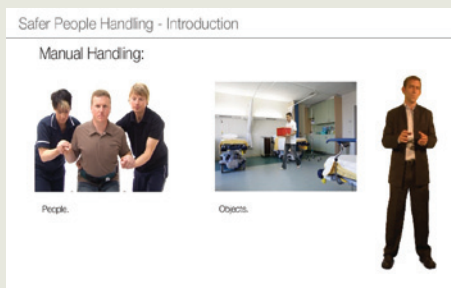 Safer People Handling - Introduction
Manual Handling:
People.
Objects.